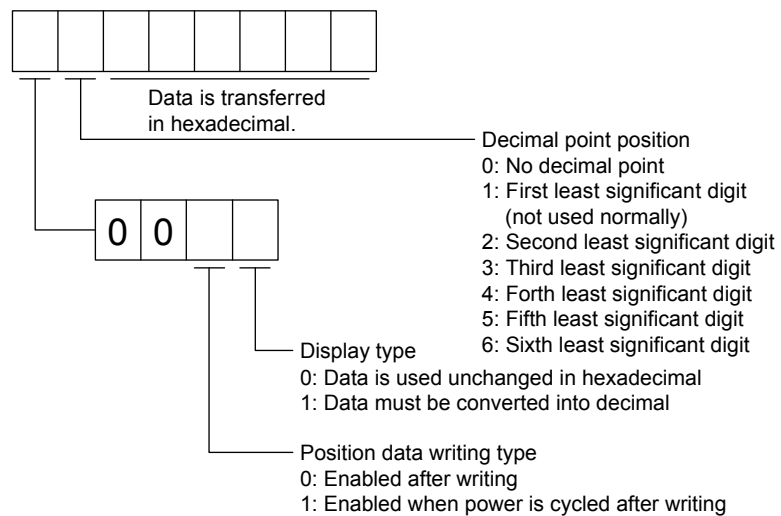 Data is transferred
in hexadecimal.
Decimal point position
0: No decimal point
1: First least significant digit
(not used normally)
2: Second least significant digit
3: Third least significant digit
4: Forth least significant digit
5: Fifth least significant digit
6: Sixth least significant digit
0 0
Display type
0: Data is used unchanged in hexadecimal
1: Data must be converted into decimal
Position data writing type
0: Enabled after writing
1: Enabled when power is cycled after writing